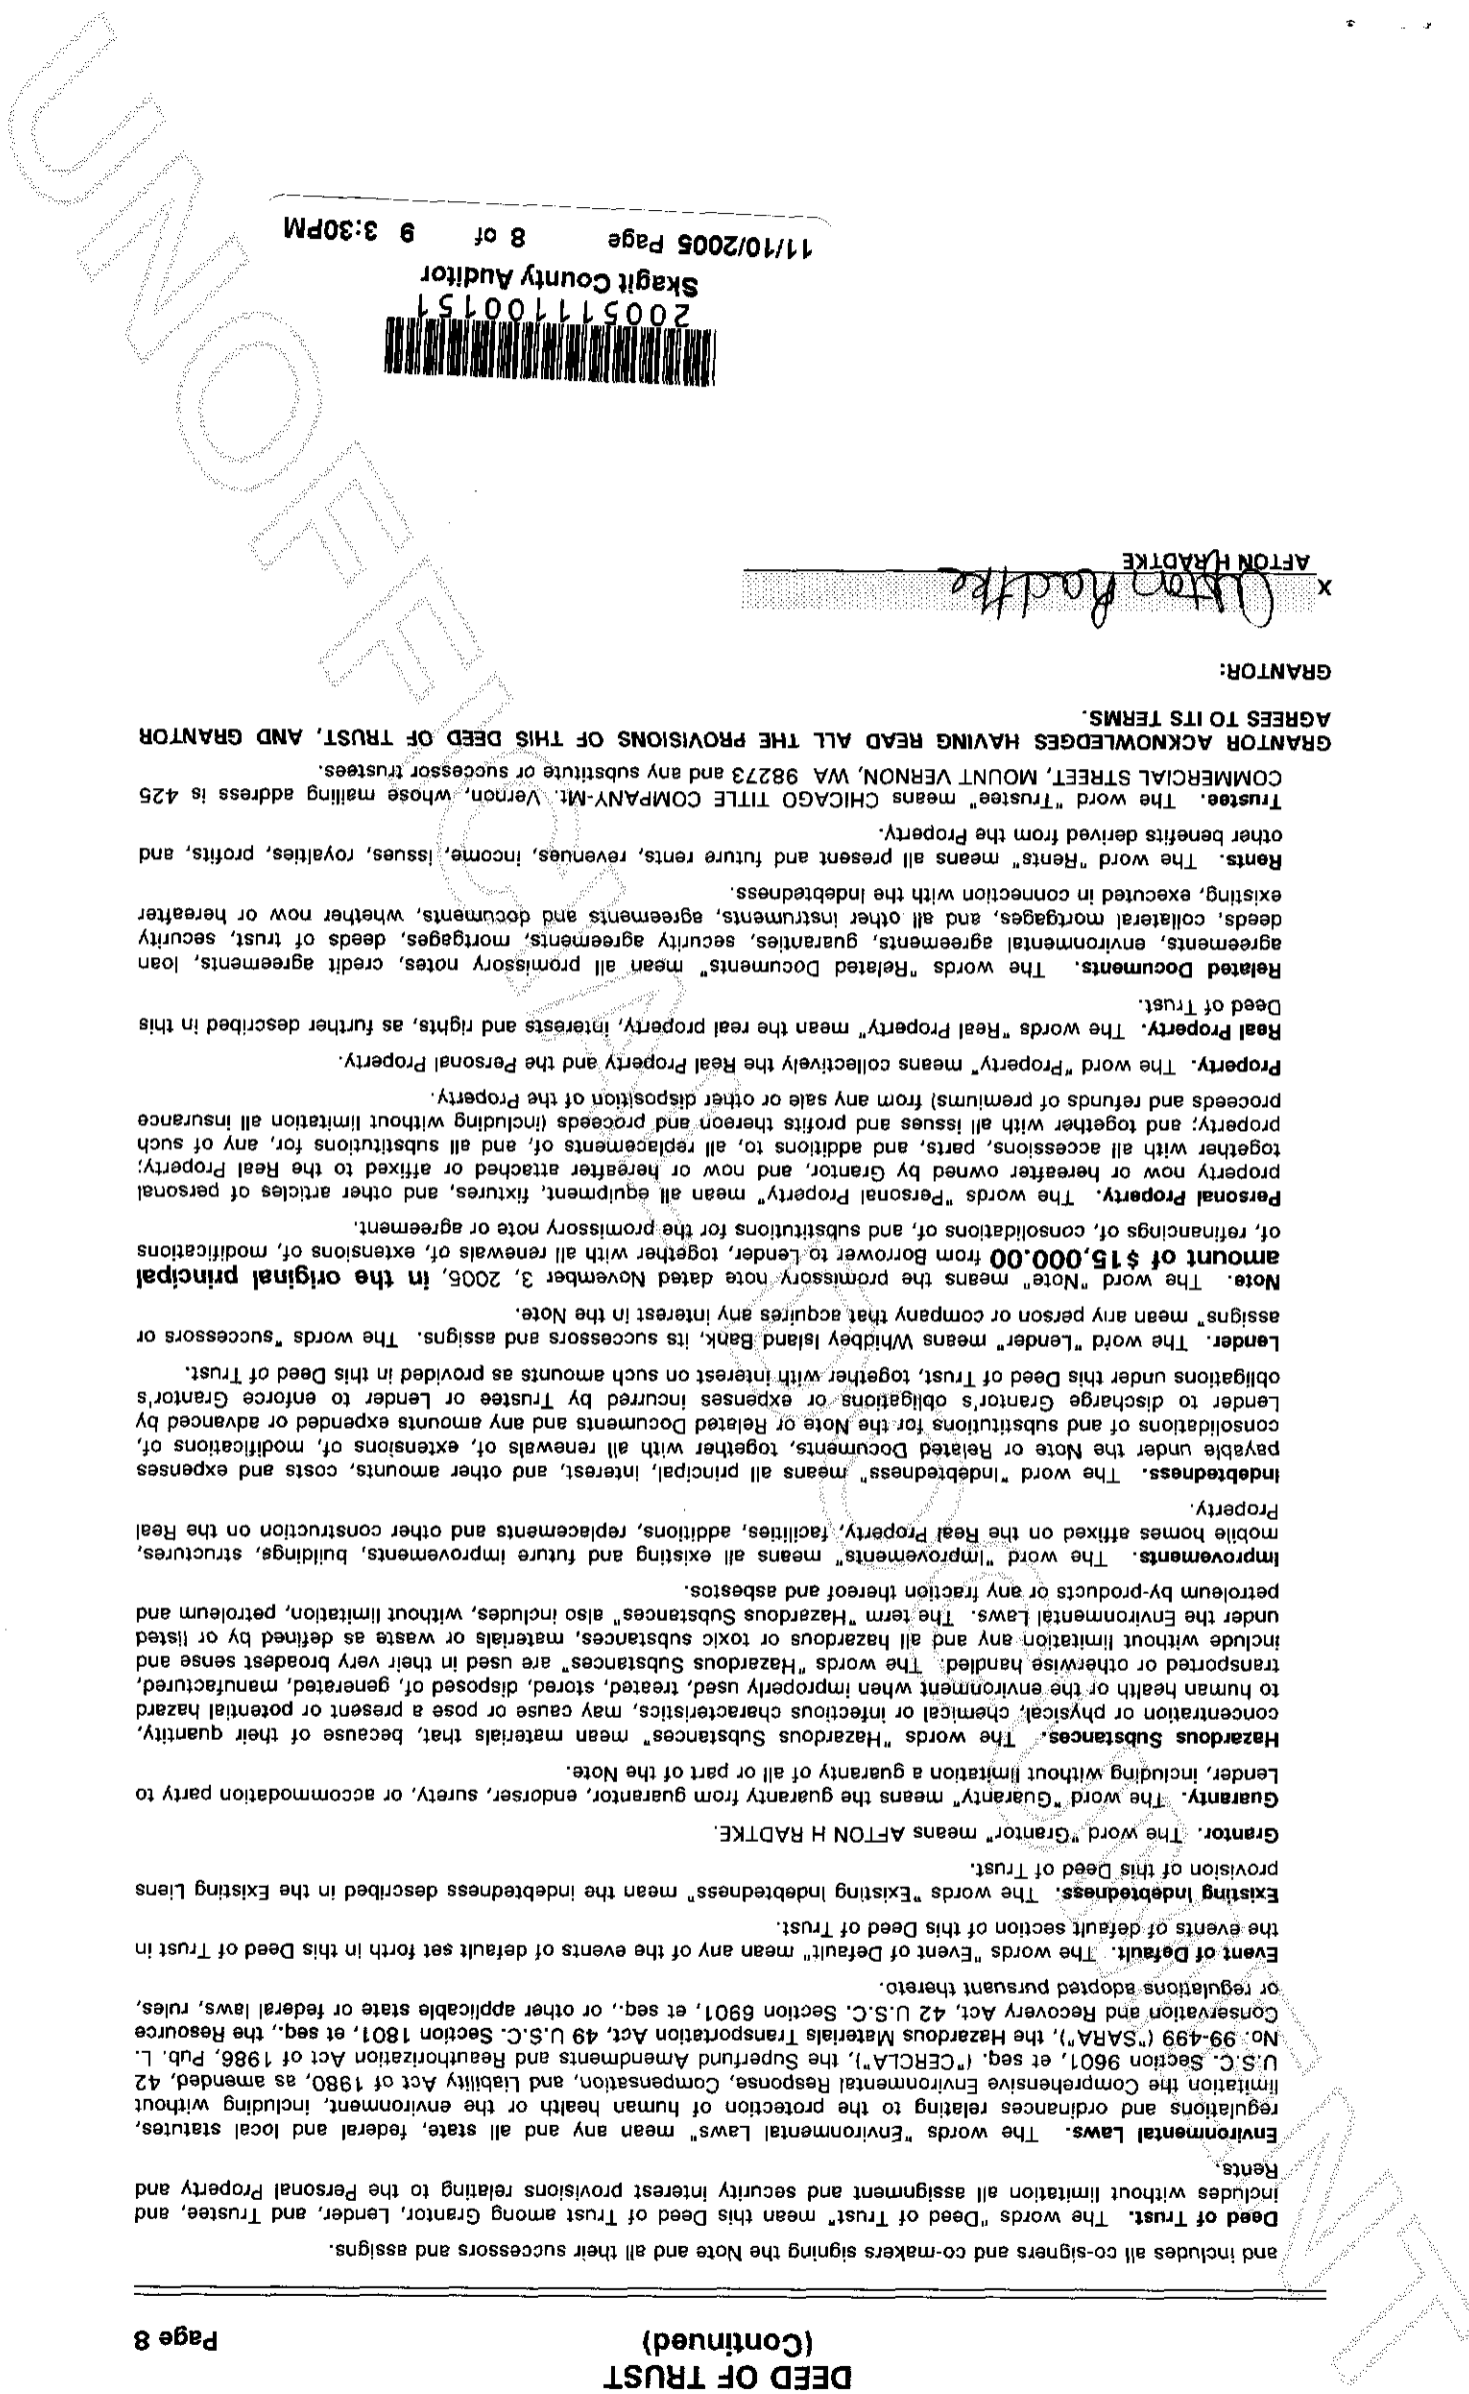 DEED OF TRUST
(Continued)
Page 8
and includes all co-signers and co-makers signing the Note and all their successors and assigns.
Deed of Trust. The words "Deed of Trust" mean this Deed of Trust among Grantor, Lender, and Trustee, and
includes without limitation all assignment and security interest provisions relating to the Personal Property and
Rents.
Environmental Laws. The words "Environmental Laws" mean any and all state, federal and local statutes,
regulations and ordinances relating to the protection of human health or the environment, including without
limitation the Comprehensive Environmental Response, Compensation, and Liability Act of 1980, as amended, 42
U.S.C. Section 9601, et seq. ("CERCLA"), the Superfund Amendments and Reauthorization Act of 1986, Pub. L.
No. 99-499 ("SARA"), the Hazardous Materials Transportation Act, 49 U.S.C. Section 1801, et seq., the Resource
Conservation and Recovery Act, 42 U.S.C. Section 6901, et seq., or other applicable state or federal laws, rules,
or regulations adopted pursuant thereto.
Event of Default. The words "Event of Default" mean any of the events of default set forth in this Deed of Trust in
the events of default section of this Deed of Trust.
Existing Indebtedness. The words "Existing Indebtedness" mean the indebtedness described in the Existing Liens
provision of this Deed of Trust.
Grantor. The word "Grantor" means AFTON H RADTKE.
Guaranty. The word "Guaranty" means the guaranty from guarantor, endorser, surety, or accommodation party to
Lender, including without limitation a guaranty of all or part of the Note.
Hazardous Substances. The words "Hazardous Substances" mean materials that, because of their quantity,
concentration or physical, chemical or infectious characteristics, may cause or pose a present or potential hazard
to human health or the environment when improperly used, treated, stored, disposed of, generated, manufactured,
transported or otherwise handled. The words "Hazardous Substances" are used in their very broadest sense and
include without limitation any and all hazardous or toxic substances, materials or waste as defined by or listed
under the Environmental Laws. The term "Hazardous Substances" also includes, without limitation, petroleum and
petroleum by-products or any fraction thereof and asbestos.
Improvements. The word "Improvements" means all existing and future improvements, buildings, structures,
mobile homes affixed on the Real Property, facilities, additions, replacements and other construction on the Real
Property.
Indebtedness. The word "Indebtedness" means all principal, interest, and other amounts, costs and expenses
payable under the Note or Related Documents, together with all renewals of, extensions of, modifications of,
consolidations of and substitutions for the Note or Related Documents and any amounts expended or advanced by
Lender to discharge Grantor's obligations or expenses incurred by Trustee or Lender to enforce Grantor's
obligations under this Deed of Trust, together with interest on such amounts as provided in this Deed of Trust.
Lender. The word "Lender" means Whidbey Island Bank, its successors and assigns. The words "successors or
assigns" mean any person or company that acquires any interest in the Note.
Note. The word "Note" means the promissory note dated November 3, 2005, in the original principal
amount of $15,000.00 from Borrower to Lender, together with all renewals of, extensions of, modifications
of, refinancings of, consolidations of, and substitutions for the promissory note or agreement.
Personal Property. The words "Personal Property" mean all equipment, fixtures, and other articles of personal
property now or hereafter owned by Grantor, and now or hereafter attached or affixed to the Real Property;
together with all accessions, parts, and additions to, all replacements of, and all substitutions for, any of such
property; and together with all issues and profits thereon and proceeds (including without limitation all insurance
proceeds and refunds of premiums) from any sale or other disposition of the Property.
Property. The word "Property" means collectively the Real Property and the Personal Property.
Real Property. The words "Real Property" mean the real property, interests and rights, as further described in this
Deed of Trust.
Related Documents. The words "Related Documents" mean all promissory notes, credit agreements, loan
agreements, environmental agreements, guaranties, security agreements, mortgages, deeds of trust, security
deeds, collateral mortgages, and all other instruments, agreements and documents, whether now or hereafter
existing, executed in connection with the Indebtedness.
Rents. The word "Rents" means all present and future rents, revenues, income, issues, royalties, profits, and
other benefits derived from the Property.
Trustee. The word "Trustee" means CHICAGO TITLE COMPANY-Mt. Vernon, whose mailing address is 425
COMMERCIAL STREET, MOUNT VERNON, WA 98273 and any substitute or successor trustees.
GRANTOR ACKNOWLEDGES HAVING READ ALL THE PROVISIONS OF THIS DEED OF TRUST, AND GRANTOR
AGREES TO ITS TERMS.
GRANTOR:
X Afton Radtke
AFTON H RADTKE
200511100151
Skagit County Auditor
11/10/2005 Page 8 of 9 3:30PM
UNOFFICIAL DOCUMENT